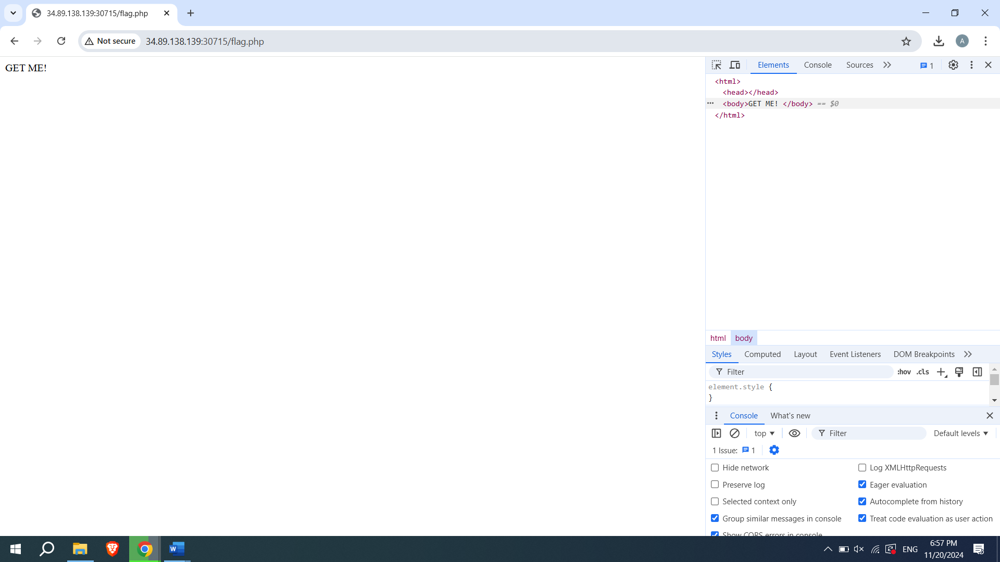 34.89.138.139:30715/flag.php
Not secure
34.89.138.139:30715/flag.php
A
GET ME!
Elements
Console
Sources
1
<html>
<head></head>
<body>GET ME! </body> == $0
</html>
html
body
Styles
Computed
Layout
Event Listeners
DOM Breakpoints
Filter
:hov
.cls
element.style {
}
Console
What's new
top
Filter
Default levels
1 Issue:
1
Hide network
Log XMLHttpRequests
Preserve log
Eager evaluation
Selected context only
Autocomplete from history
Group similar messages in console
Treat code evaluation as user action
Show CORS errors in console
W
ENG
6:57 PM
11/20/2024